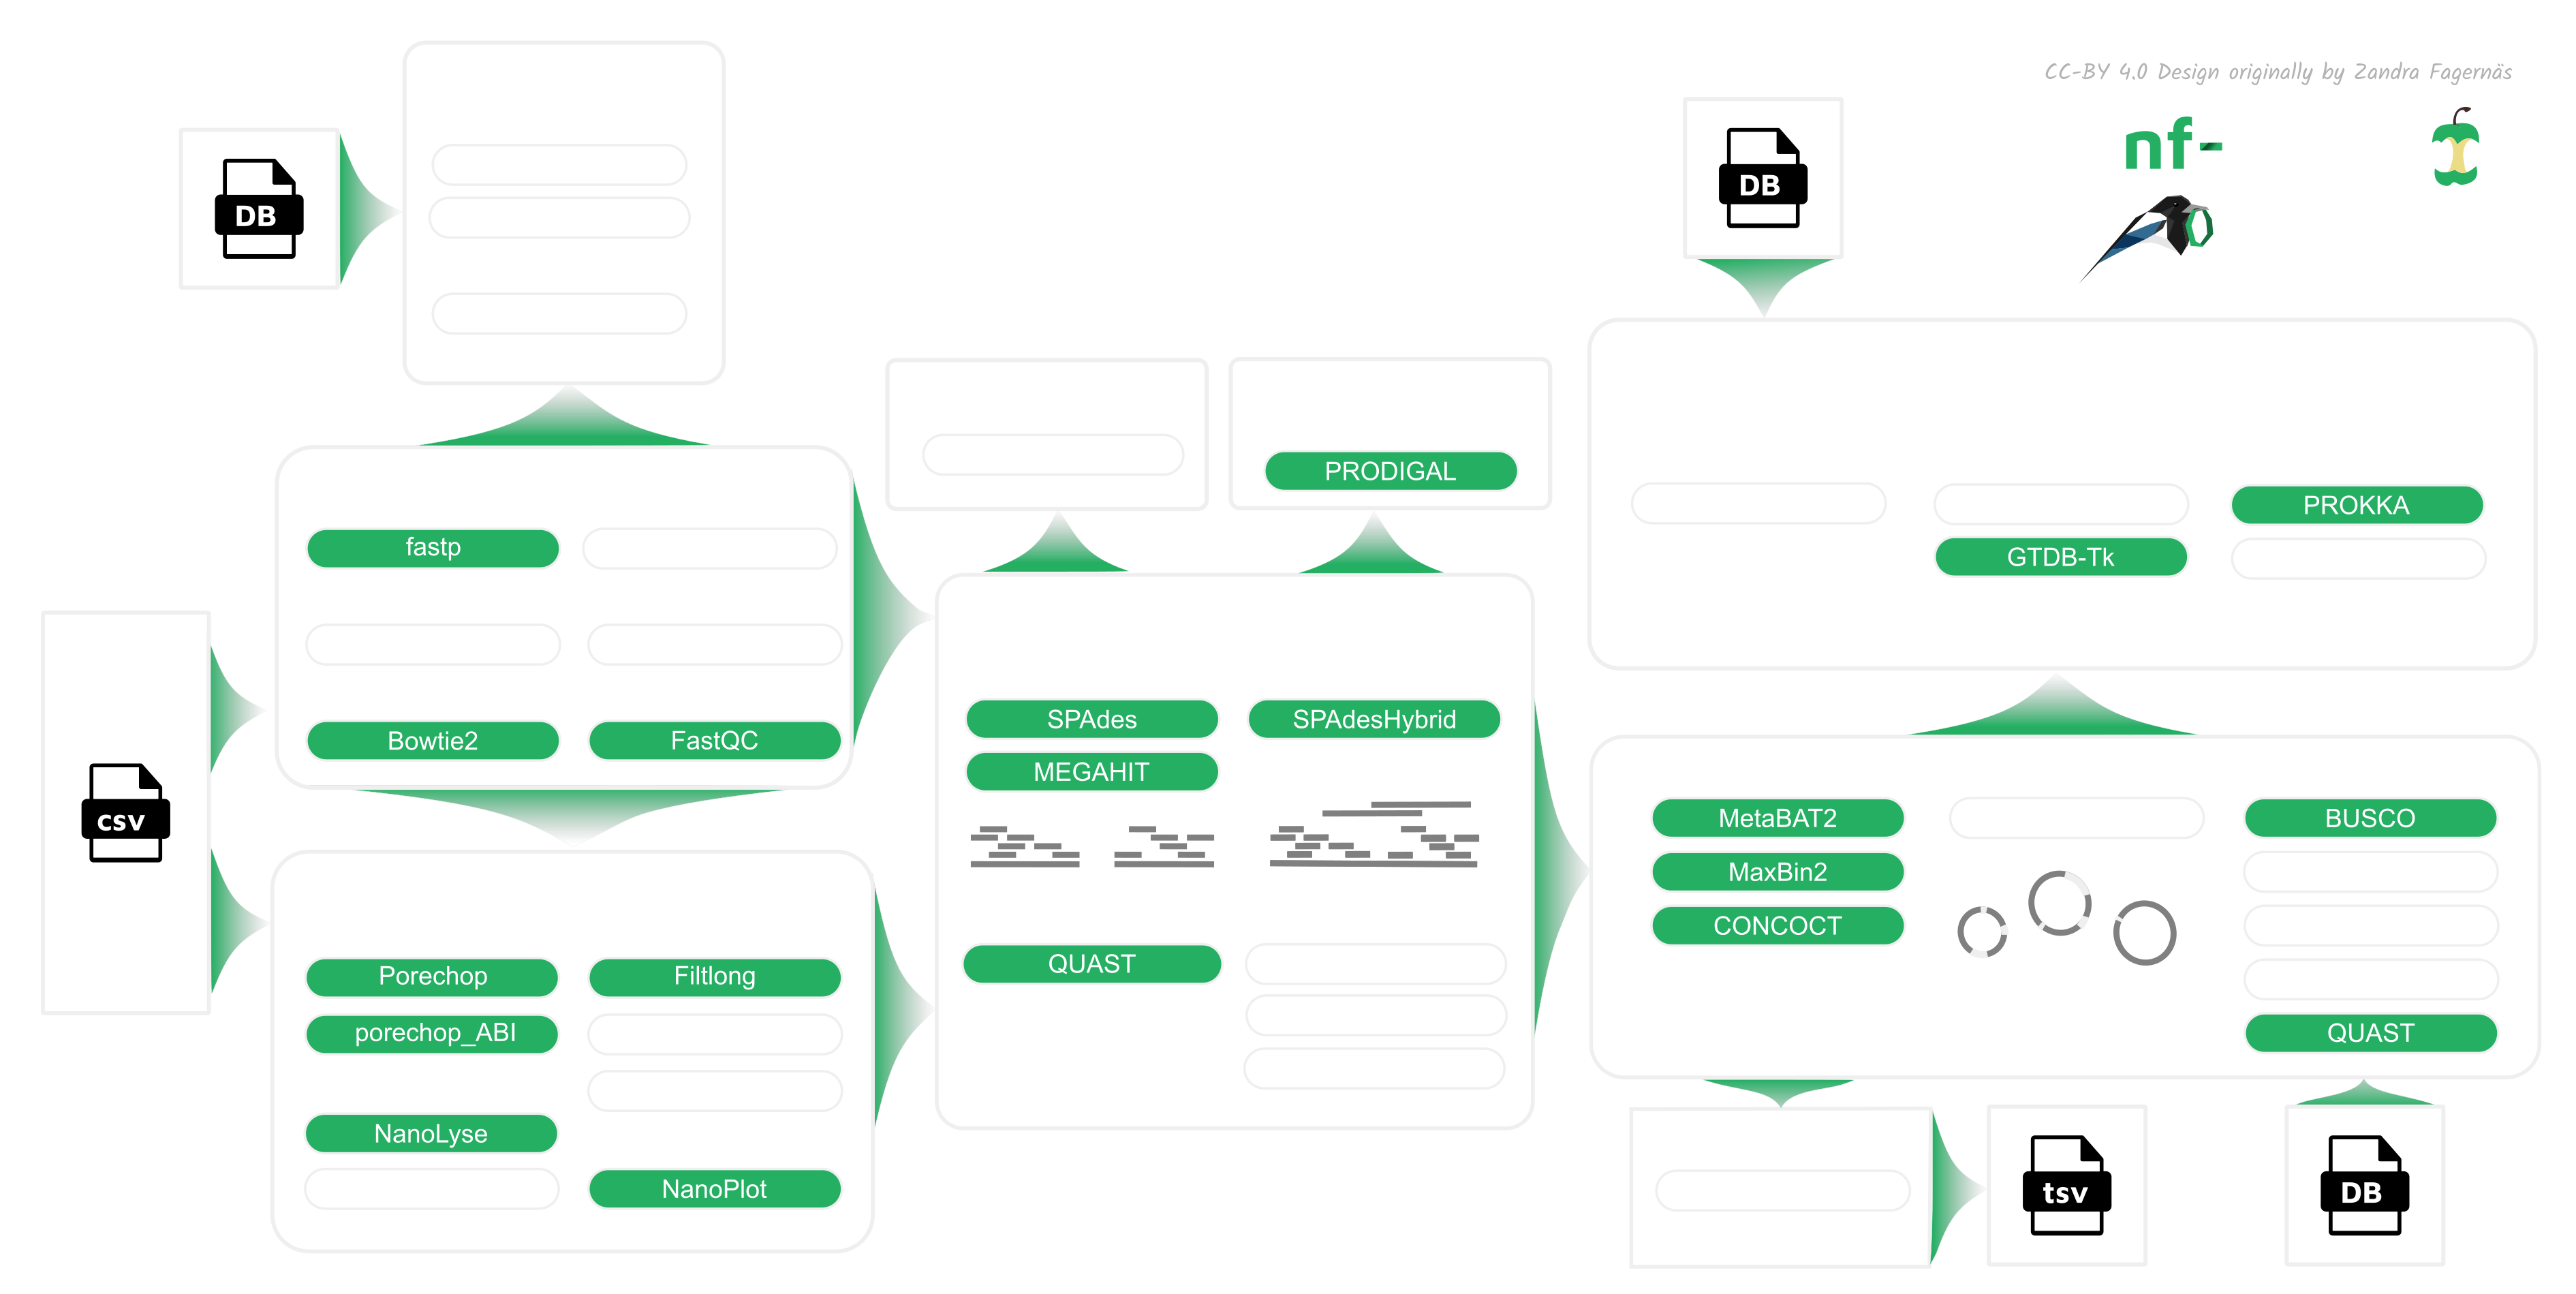 CC-BY 4.0 Design originally by Zandra Fagernäs
nf-
DB
DB
PRODIGAL
PROKKA
GTDB-Tk
fastp
Bowtie2
FastQC
csv
SPAdes
SPAdesHybrid
MEGAHIT
QUAST
Porechop
Filtlong
porechop_ABI
NanoLyse
NanoPlot
MetaBAT2
BUSCO
MaxBin2
CONCOCT
QUAST
tsv
DB